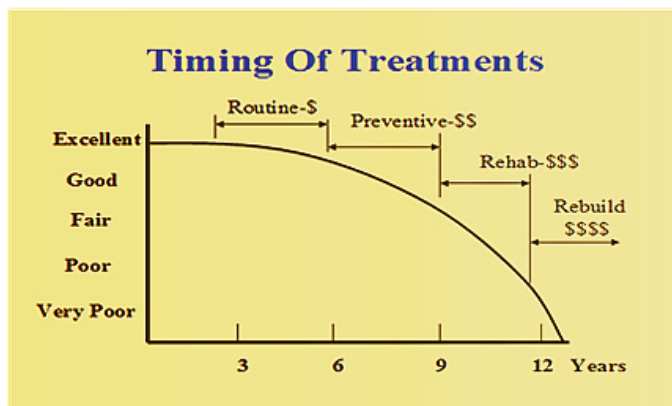 Timing Of Treatments
Routine-$
Preventive-$$
Excellent
Rehab-$$$
Good
Rebuild
$$$$
Fair
Poor
Very Poor
3 6 9 12 Years